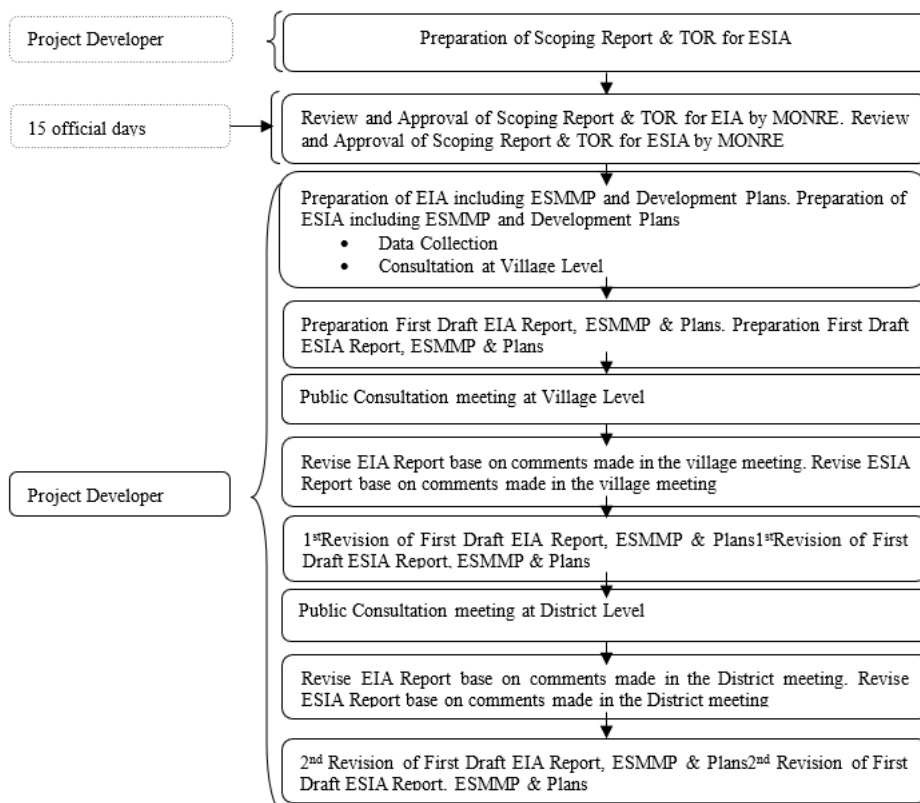 Project Developer
Preparation of Scoping Report & TOR for ESIA
15 official days
Review and Approval of Scoping Report & TOR for EIA by MONRE. Review
and Approval of Scoping Report & TOR for ESIA by MONRE
Preparation of EIA including ESMMP and Development Plans. Preparation of
ESIA including ESMMP and Development Plans
• Data Collection
• Consultation at Village Level
Preparation First Draft EIA Report, ESMMP & Plans. Preparation First Draft
ESIA Report, ESMMP & Plans
Public Consultation meeting at Village Level
Project Developer
Revise EIA Report base on comments made in the village meeting. Revise ESIA
Report base on comments made in the village meeting
1stRevision of First Draft EIA Report, ESMMP & Plans1stRevision of First
Draft ESIA Report, ESMMP & Plans
Public Consultation meeting at District Level
Revise EIA Report base on comments made in the District meeting. Revise
ESIA Report base on comments made in the District meeting
2nd Revision of First Draft EIA Report, ESMMP & Plans2nd Revision of First
Draft ESIA Report, ESMMP & Plans